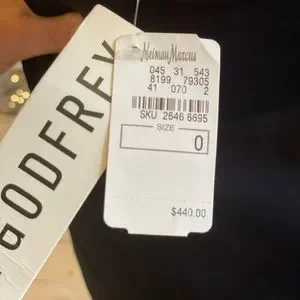 GODFREY
Neiman Marcus
045 31 543
8199 79305
41 070 2
SKU 2646 6695
SIZE
0
$440.00